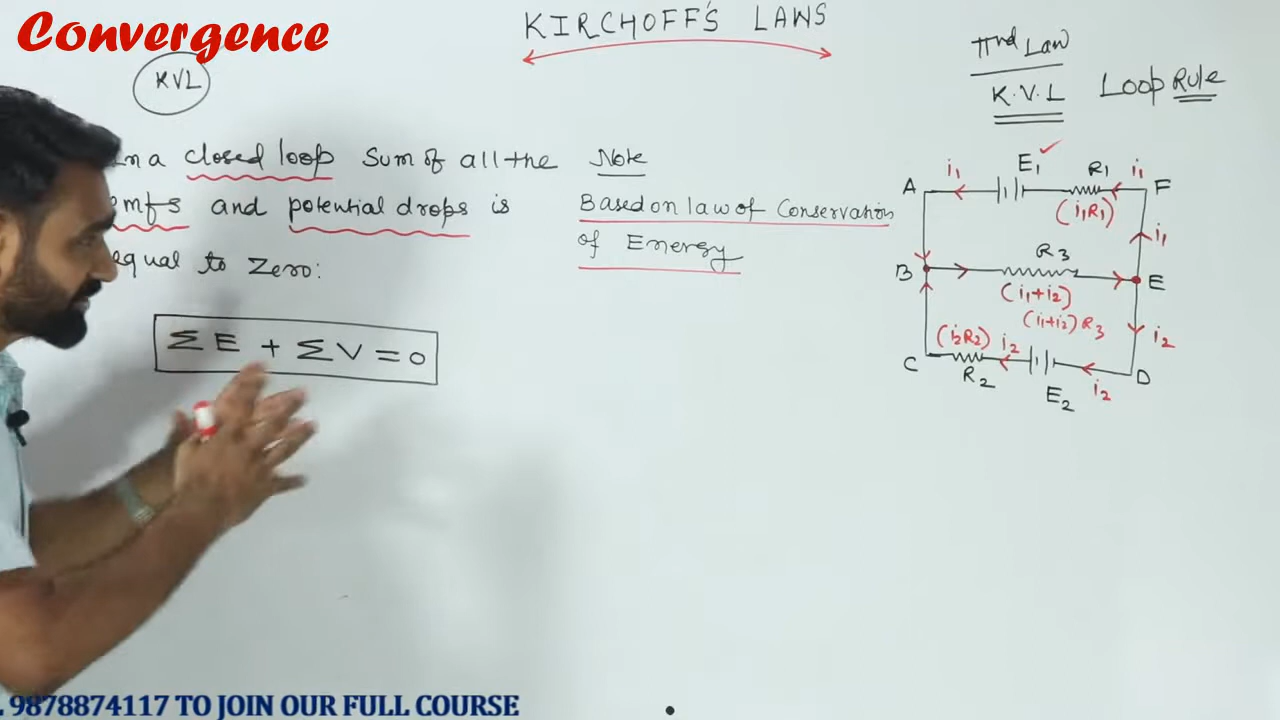 Convergence
KIRCHOFF'S LAWS
KVL
IInd Law
K.V.L Loop Rule
In a closed loop Sum of all the
emfs and potential drops is
equal to Zero:
ΣE + ΣV = 0
Note
Based on law of Conservation
of Energy
E1
A i1 R1 i1 F
(i1R1)
i1
R3
B E
(i1+i2)
(i1+i2) R3
(i2R2) i2 i2
C R2 E2 i2 D
. 9878874117 TO JOIN OUR FULL COURSE